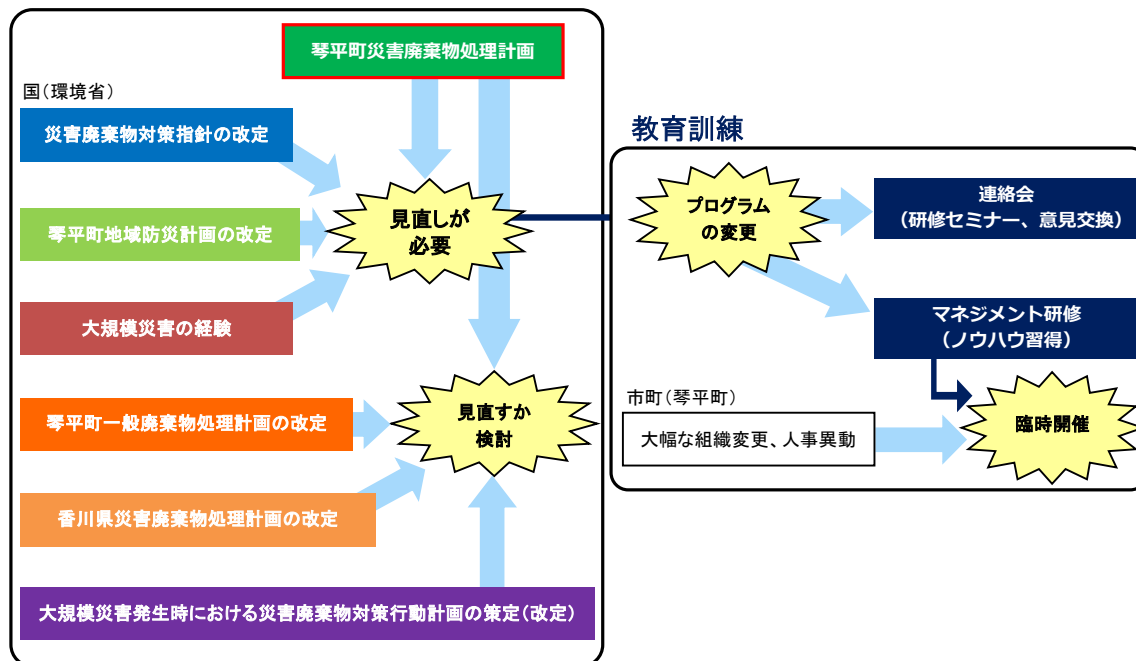 琴平町災害廃棄物処理計画
国（環境省）
災害廃棄物対策指針の改定
琴平町地域防災計画の改定
大規模災害の経験
見直しが
必要
琴平町一般廃棄物処理計画の改定
香川県災害廃棄物処理計画の改定
見直すか
検討
大規模災害発生時における災害廃棄物対策行動計画の策定（改定）
教育訓練
プログラム
の変更
連絡会
（研修セミナー、意見交換）
マネジメント研修
（ノウハウ習得）
市町（琴平町）
大幅な組織変更、人事異動
臨時開催